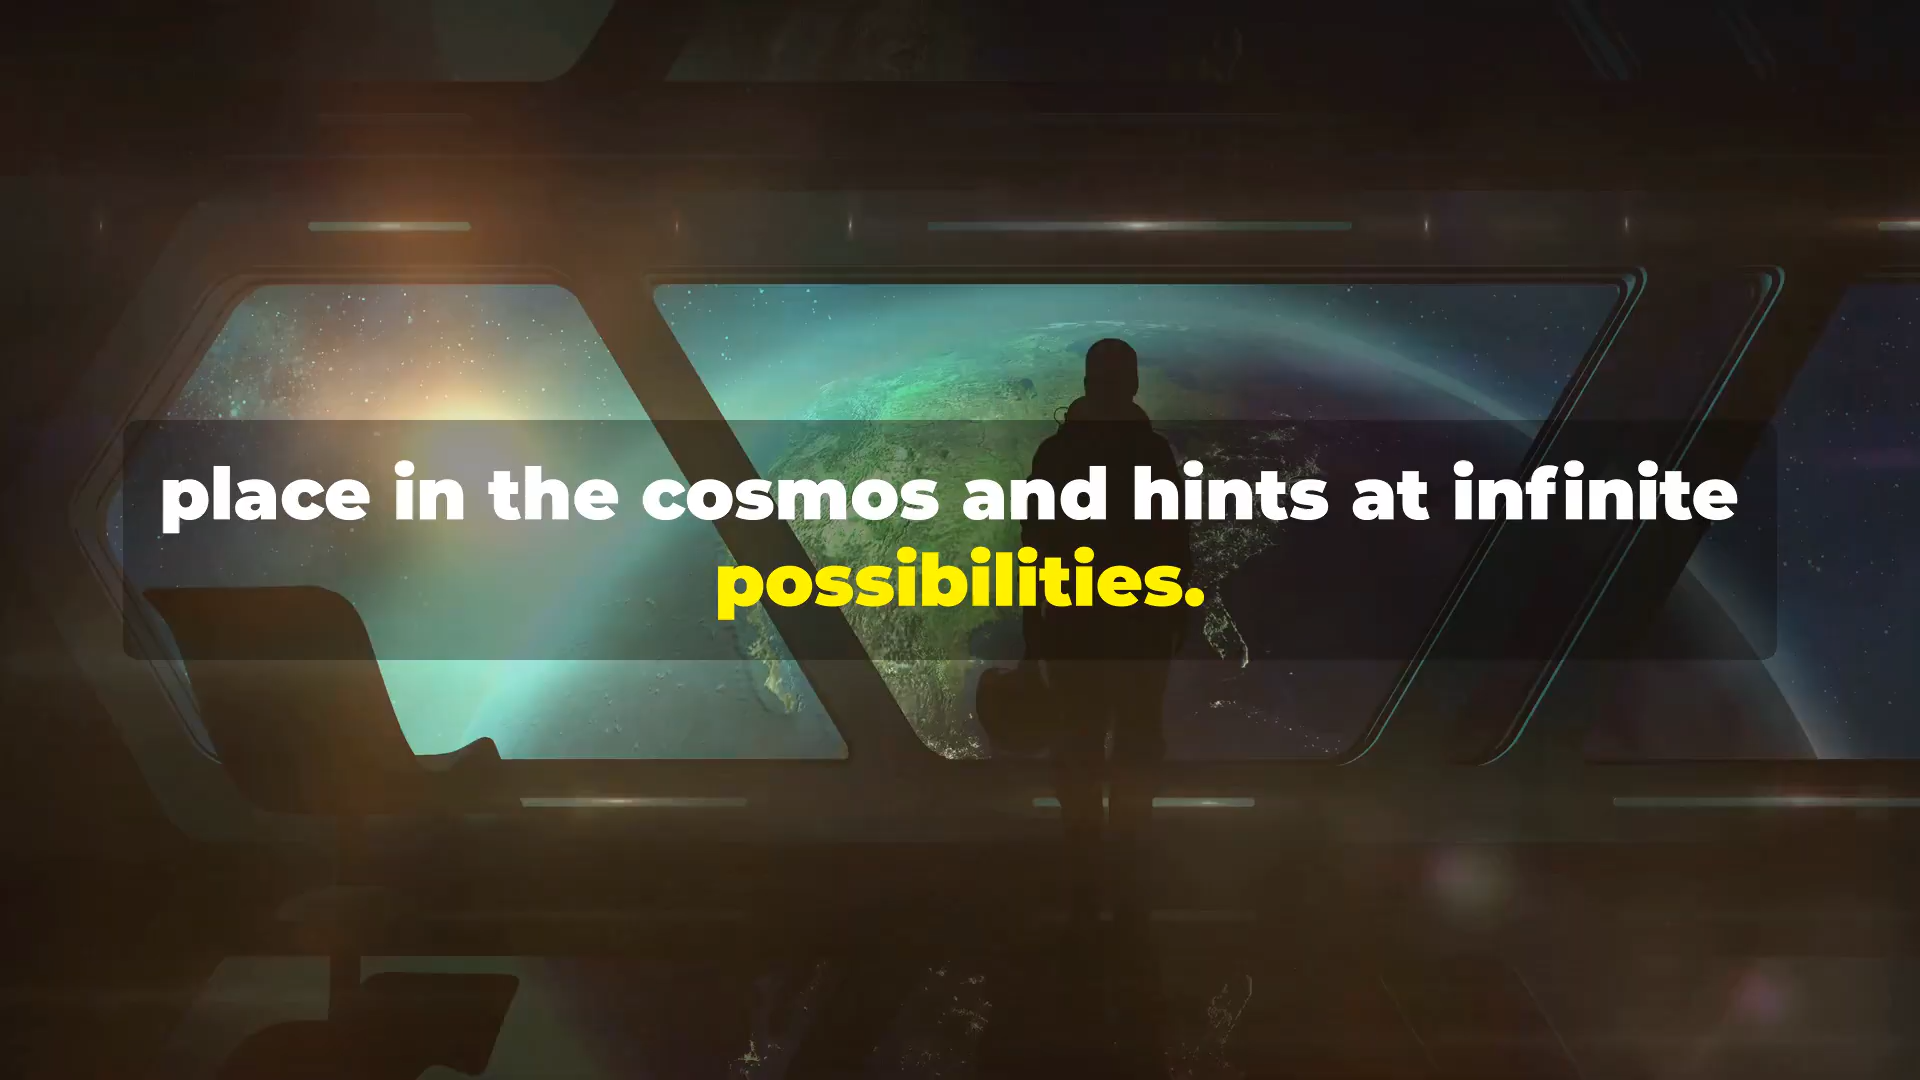 place in the cosmos and hints at infinite
possibilities.